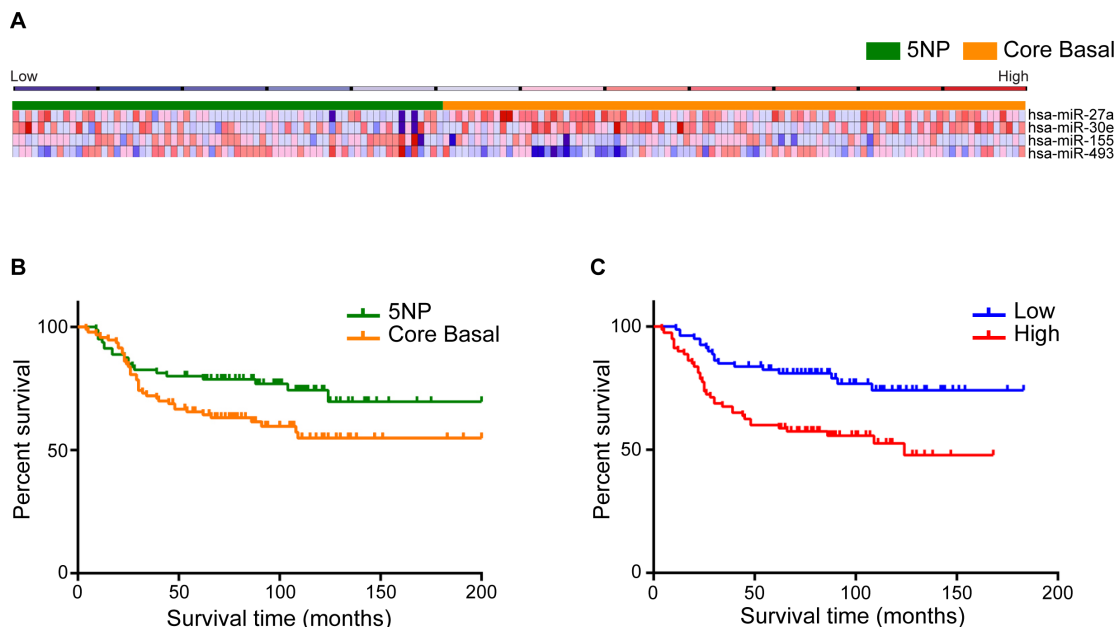 A
5NP Core Basal
Low High
hsa-miR-27a
hsa-miR-30e
hsa-miR-155
hsa-miR-493
B
5NP
Core Basal
100
50
0
Percent survival
0 50 100 150 200
Survival time (months)
C
Low
High
100
50
0
Percent survival
0 50 100 150 200
Survival time (months)